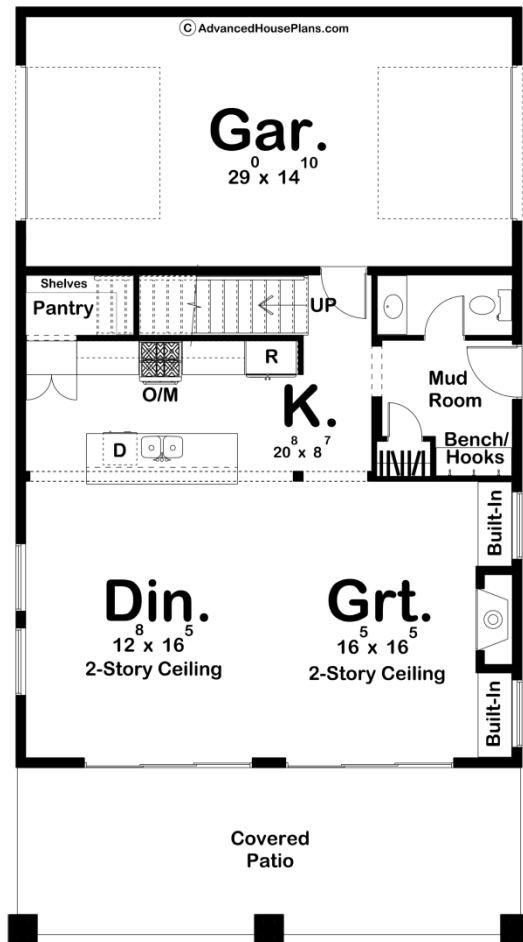 © AdvancedHousePlans.com
Gar.
29⁰ x 14¹⁰
Shelves
Pantry
UP
R
O/M
K.
20⁸ x 8⁷
D
Mud
Room
Bench/
Hooks
Built-In
Din.
12⁸ x 16⁵
2-Story Ceiling
Grt.
16⁵ x 16⁵
2-Story Ceiling
Built-In
Covered
Patio